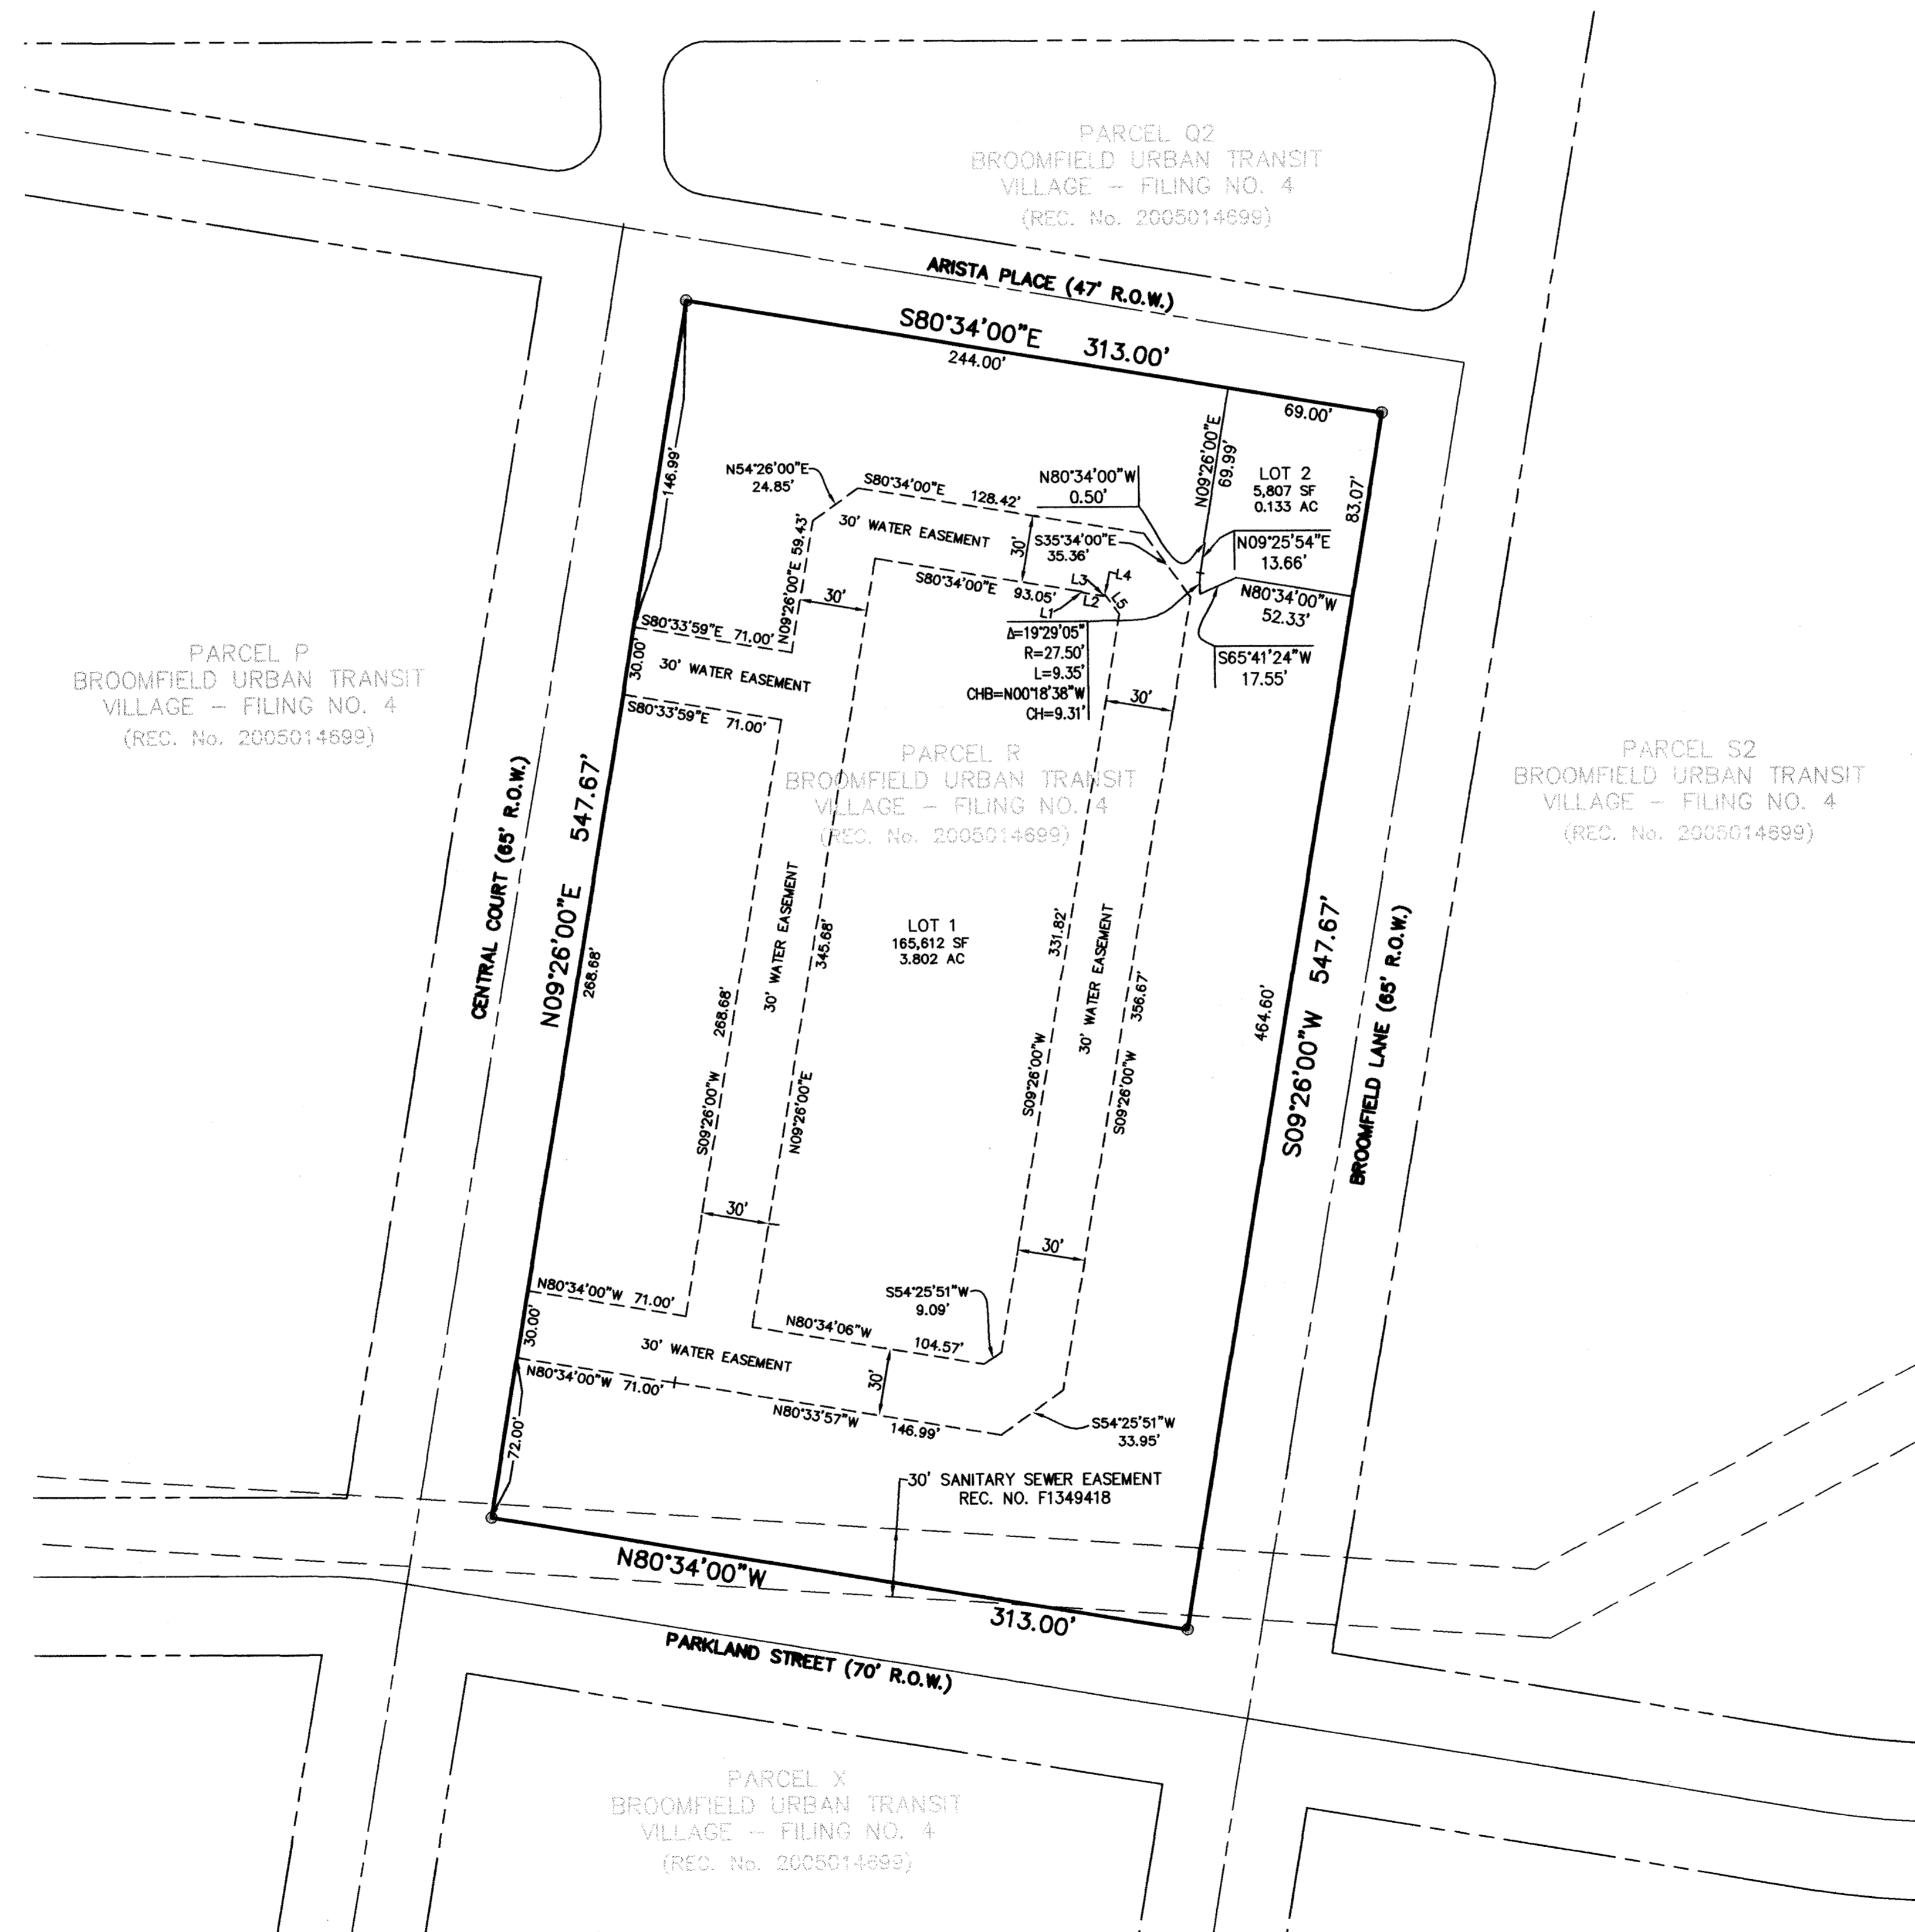 PARCEL Q2
BROOMFIELD URBAN TRANSIT
VILLAGE – FILING NO. 4
(REC. No. 2005014699)
ARISTA PLACE (47' R.O.W.)
S80°34'00"E 313.00'
244.00'
69.00'
146.99'
N54°26'00"E
24.85'
S80°34'00"E 128.42'
30' WATER EASEMENT
N80°34'00"W
0.50'
N09°26'00"E
69.99'
LOT 2
5,807 SF
0.133 AC
83.07'
S35°34'00"E
35.36'
30'
N09°25'54"E
13.66'
N09°26'00"E 59.43'
30'
S80°34'00"E 93.05'
L1
L2
L3
L4
L5
N80°34'00"W
52.33'
Δ=19°29'05"
R=27.50'
L=9.35'
CHB=N00°18'38"W
CH=9.31'
S65°41'24"W
17.55'
S80°33'59"E 71.00'
30.00'
30' WATER EASEMENT
S80°33'59"E 71.00'
30'
PARCEL P
BROOMFIELD URBAN TRANSIT
VILLAGE – FILING NO. 4
(REC. No. 2005014699)
PARCEL R
BROOMFIELD URBAN TRANSIT
VILLAGE – FILING NO. 4
(REC. No. 2005014699)
PARCEL S2
BROOMFIELD URBAN TRANSIT
VILLAGE – FILING NO. 4
(REC. No. 2005014699)
CENTRAL COURT (65' R.O.W.)
N09°26'00"E 547.67'
268.68'
S09°26'00"W 268.68'
30' WATER EASEMENT
N09°26'00"E 345.68'
LOT 1
165,612 SF
3.802 AC
S09°26'00"W 331.82'
30' WATER EASEMENT
S09°26'00"W 356.67'
464.60'
S09°26'00"W 547.67'
BROOMFIELD LANE (65' R.O.W.)
30'
30'
N80°34'00"W 71.00'
30.00'
30' WATER EASEMENT
N80°34'00"W 71.00'
S54°25'51"W
9.09'
N80°34'06"W 104.57'
30'
N80°33'57"W 146.99'
S54°25'51"W
33.95'
72.00'
30' SANITARY SEWER EASEMENT
REC. NO. F1349418
N80°34'00"W 313.00'
PARKLAND STREET (70' R.O.W.)
PARCEL X
BROOMFIELD URBAN TRANSIT
VILLAGE – FILING NO. 4
(REC. No. 2005014699)